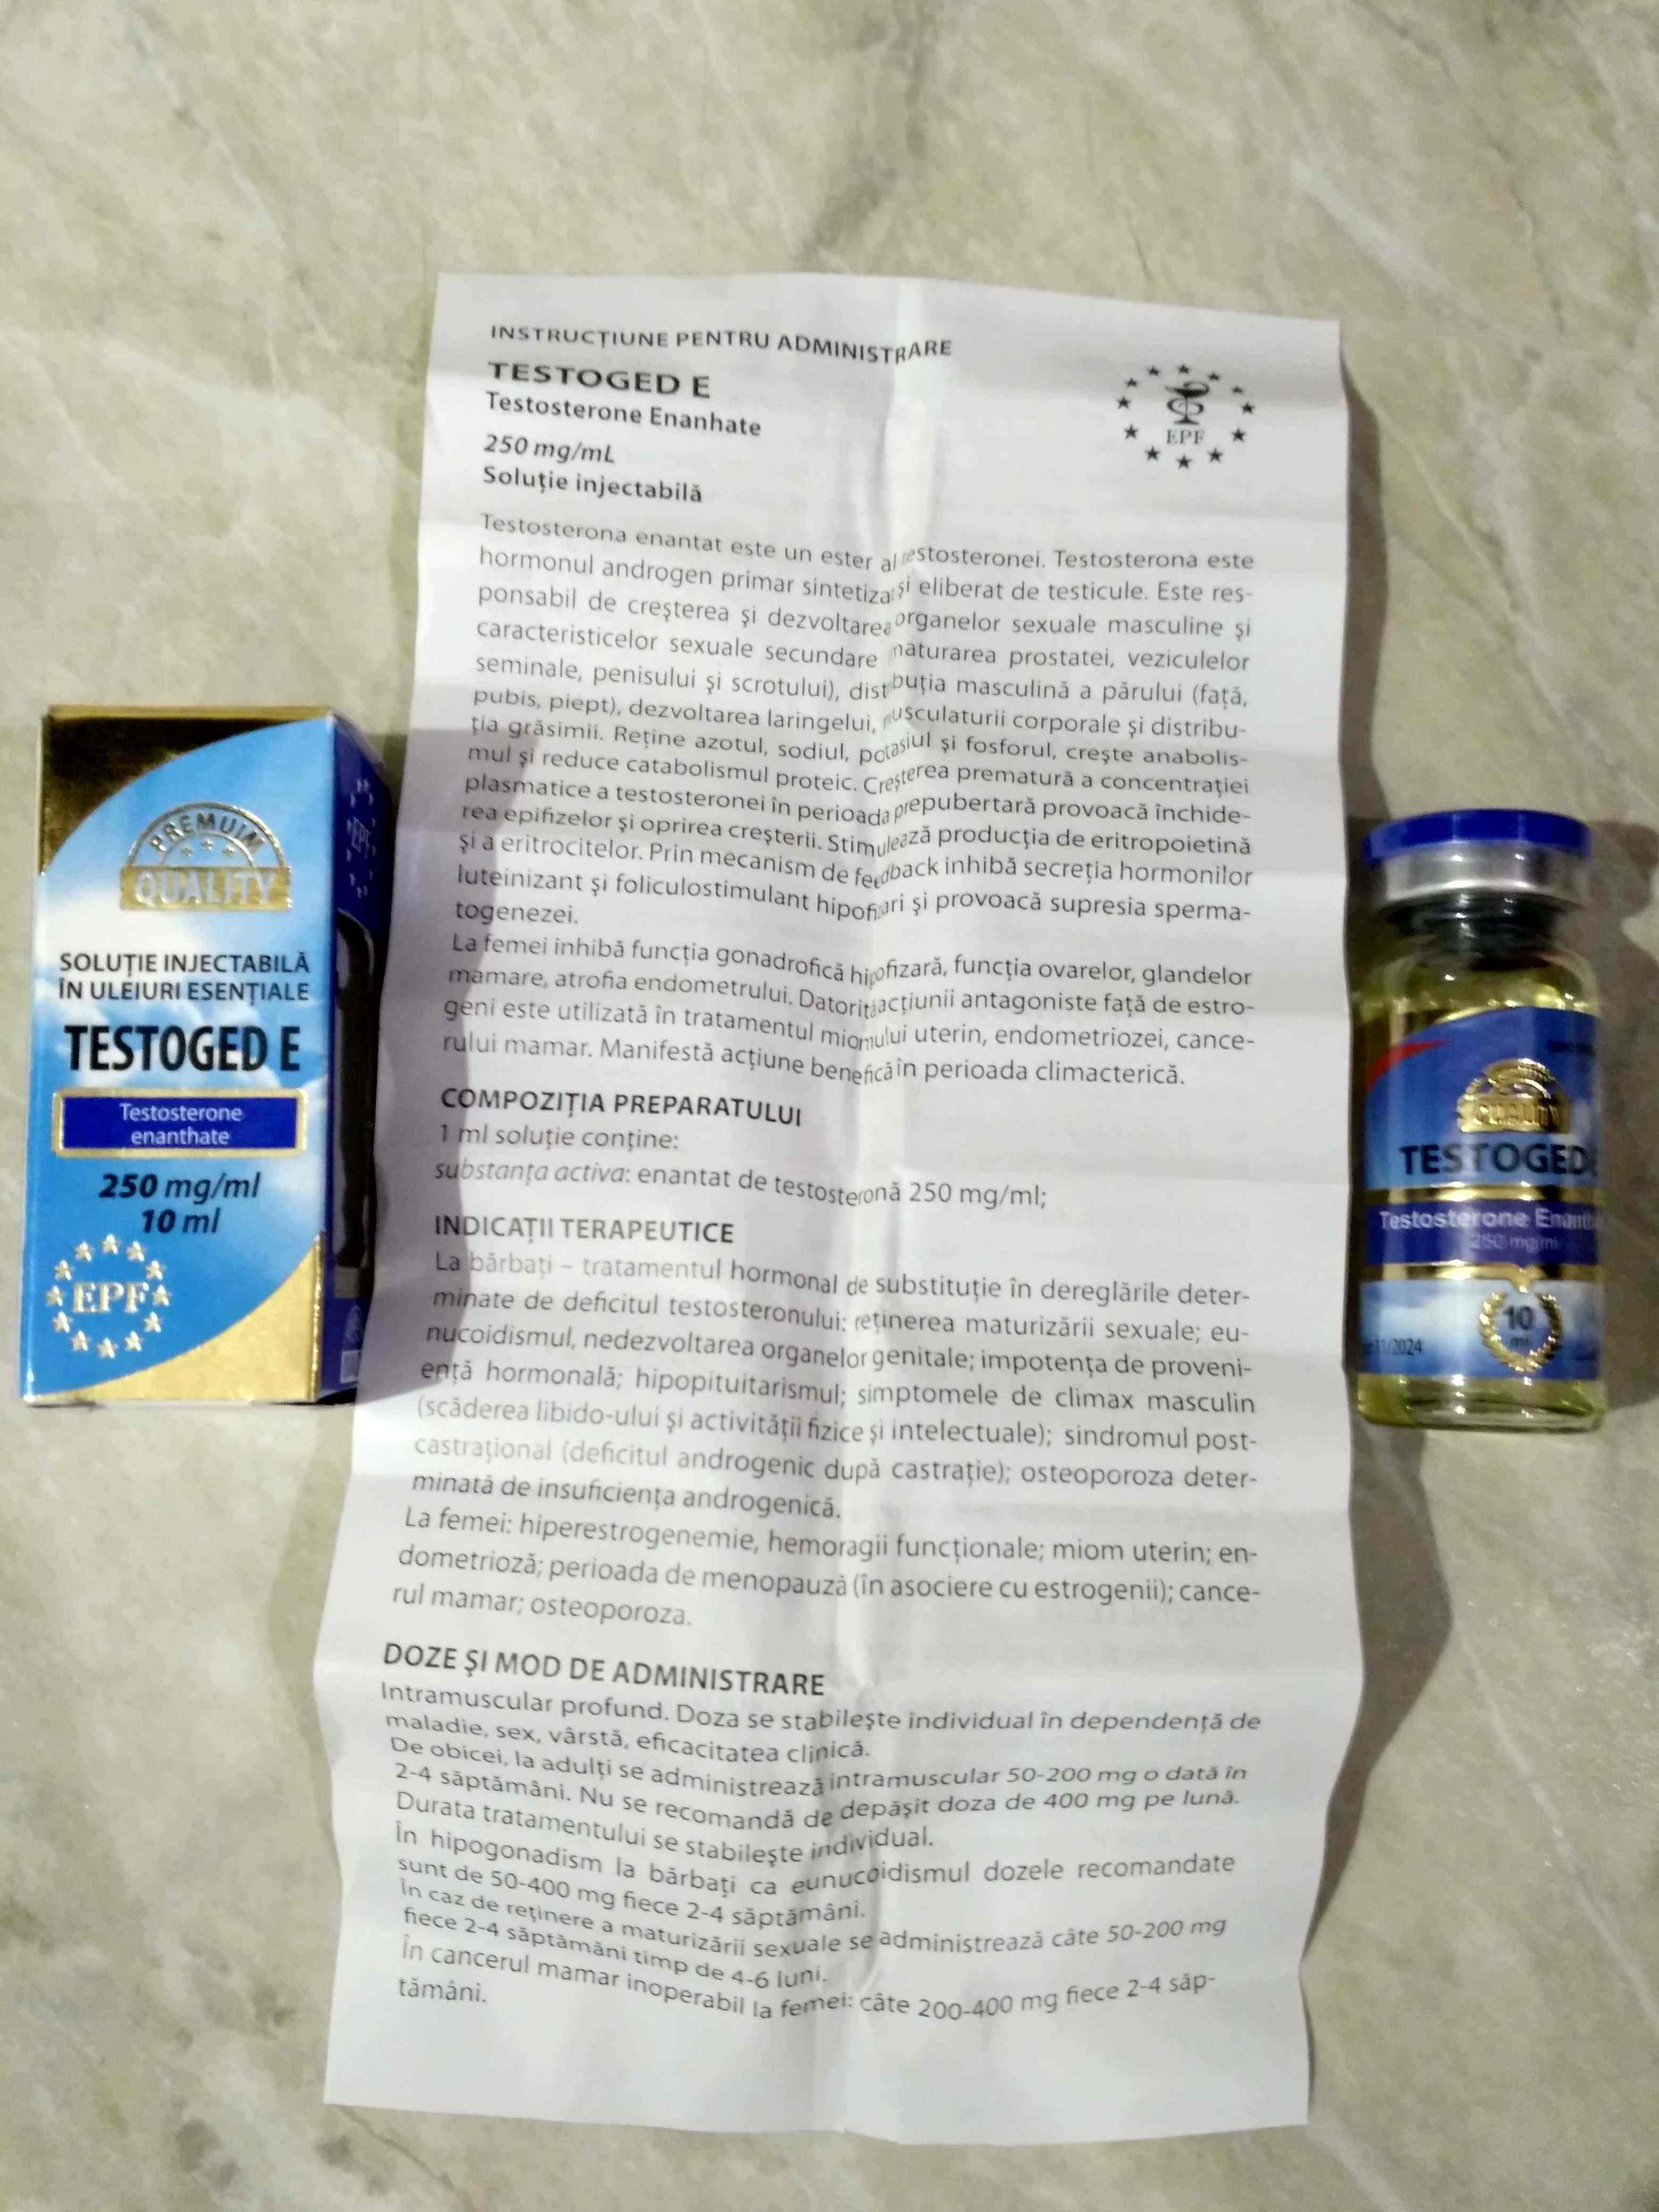 INSTRUCȚIUNE PENTRU ADMINISTRARE
TESTOGED E
Testosterone Enanhate
250 mg/mL
Soluție injectabilă
EPF
Testosterona enantat este un ester al testosteronei. Testosterona este
hormonul androgen primar sintetizat și eliberat de testicule. Este res-
ponsabil de creșterea și dezvoltarea organelor sexuale masculine și
caracteristicelor sexuale secundare maturarea prostatei, veziculelor
seminale, penisului și scrotului), distribuția masculină a părului (față,
pubis, piept), dezvoltarea laringelui, musculaturii corporale și distribu-
ția grăsimii. Reține azotul, sodiul, potasiul și fosforul, crește anabolis-
mul și reduce catabolismul proteic. Creșterea prematură a concentrației
plasmatice a testosteronei în perioada prepubertară provoacă închide-
rea epifizelor și oprirea creșterii. Stimulează producția de eritropoietină
și a eritrocitelor. Prin mecanism de feedback inhibă secreția hormonilor
luteinizant și foliculostimulant hipofizari și provoacă supresia sperma-
togenezei.
La femei inhibă funcția gonadrofică hipofizară, funcția ovarelor, glandelor
mamare, atrofia endometrului. Datorită acțiunii antagoniste față de estro-
geni este utilizată în tratamentul miomului uterin, endometriozei, cance-
rului mamar. Manifestă acțiune benefică in perioada climacterică.
COMPOZIȚIA PREPARATULUI
1 ml soluție conține:
substanța activa: enantat de testosteronă 250 mg/ml;
INDICAȚII TERAPEUTICE
La bărbați – tratamentul hormonal de substituție în dereglările deter-
minate de deficitul testosteronului: reținerea maturizării sexuale; eu-
nucoidismul, nedezvoltarea organelor genitale; impotența de proveni-
ență hormonală; hipopituitarismul; simptomele de climax masculin
(scăderea libido-ului și activității fizice și intelectuale); sindromul post-
castrațional (deficitul androgenic după castrație); osteoporoza deter-
minată de insuficiența androgenică.
La femei: hiperestrogenemie, hemoragii funcționale; miom uterin; en-
dometrioză; perioada de menopauză (în asociere cu estrogenii); cance-
rul mamar; osteoporoza.
DOZE ȘI MOD DE ADMINISTRARE
Intramuscular profund. Doza se stabilește individual în dependență de
maladie, sex, vârstă, eficacitatea clinică.
De obicei, la adulți se administrează intramuscular 50-200 mg o dată în
2-4 săptămâni. Nu se recomandă de depășit doza de 400 mg pe lună.
Durata tratamentului se stabilește individual.
În hipogonadism la bărbați ca eunucoidismul dozele recomandate
sunt de 50-400 mg fiece 2-4 săptămâni.
În caz de reținere a maturizării sexuale se administrează câte 50-200 mg
fiece 2-4 săptămâni timp de 4-6 luni.
În cancerul mamar inoperabil la femei: câte 200-400 mg fiece 2-4 săp-
tămâni.
PREMUIM
QUALITY
SOLUȚIE INJECTABILĂ
ÎN ULEIURI ESENȚIALE
TESTOGED E
Testosterone
enanthate
250 mg/ml
10 ml
EPF
EPF
QUALITY
TESTOGED
Testosterone
250 mg/ml
10
ml
11/2024